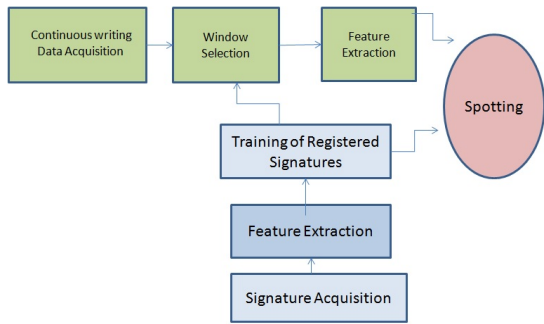 Continuous writing
Data Acquisition
Window
Selection
Feature
Extraction
Spotting
Training of Registered
Signatures
Feature Extraction
Signature Acquisition